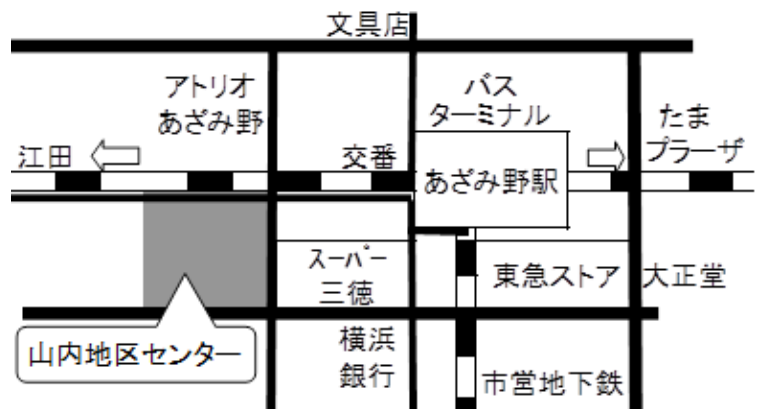 文具店
アトリオ
あざみ野
バス
ターミナル
たま
プラーザ
江田
交番
あざみ野駅
スーパー
三徳
東急ストア
大正堂
山内地区センター
横浜
銀行
市営地下鉄